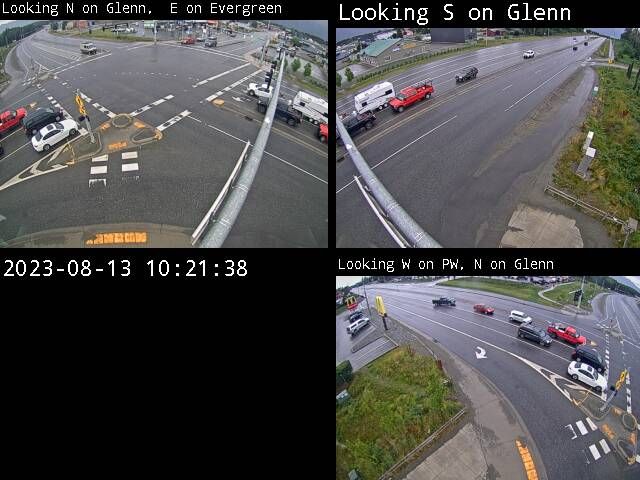 Looking N on Glenn,  E on Evergreen
Looking S on Glenn
2023-08-13 10:21:38
Looking W on PW, N on Glenn